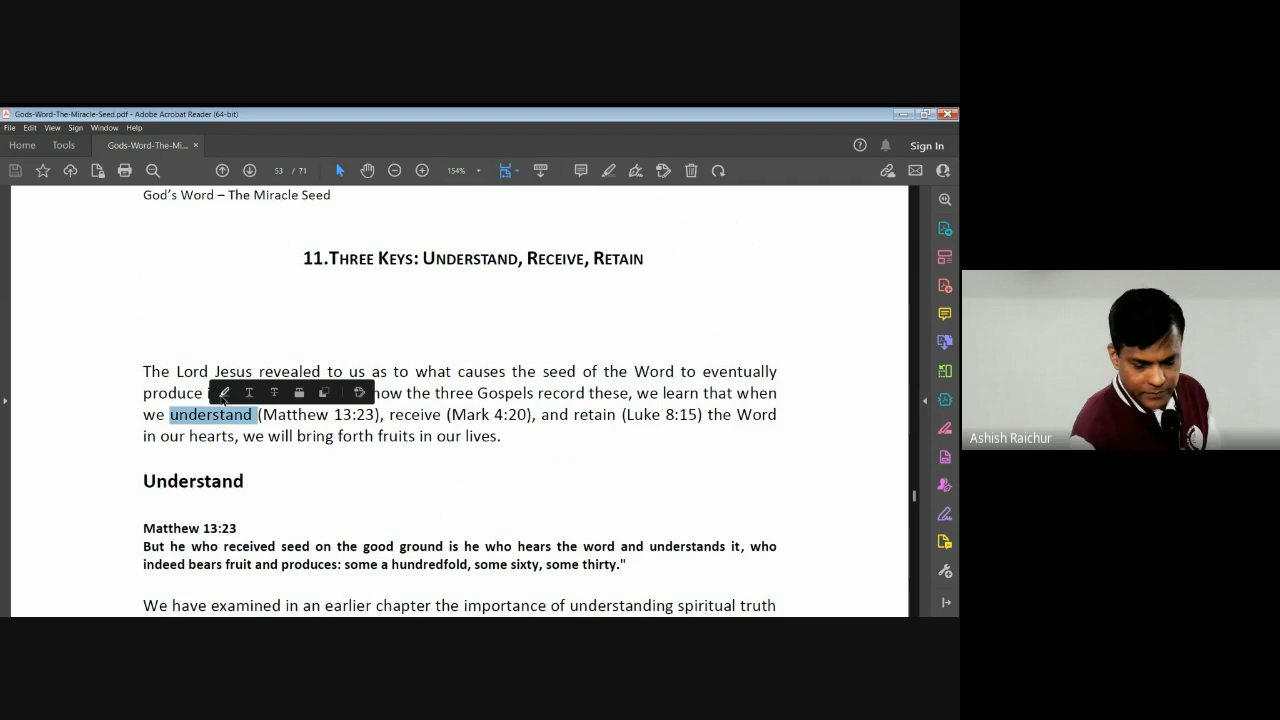 Gods-Word-The-Miracle-Seed.pdf - Adobe Acrobat Reader (64-bit)
File Edit View Sign Window Help
Home Tools Gods-Word-The-Mi... × Sign In
53 / 71 154%
God's Word – The Miracle Seed
11.THREE KEYS: UNDERSTAND, RECEIVE, RETAIN
The Lord Jesus revealed to us as to what causes the seed of the Word to eventually
produce how the three Gospels record these, we learn that when
we understand (Matthew 13:23), receive (Mark 4:20), and retain (Luke 8:15) the Word
in our hearts, we will bring forth fruits in our lives.
Understand
Matthew 13:23
But he who received seed on the good ground is he who hears the word and understands it, who
indeed bears fruit and produces: some a hundredfold, some sixty, some thirty."
We have examined in an earlier chapter the importance of understanding spiritual truth
Ashish Raichur